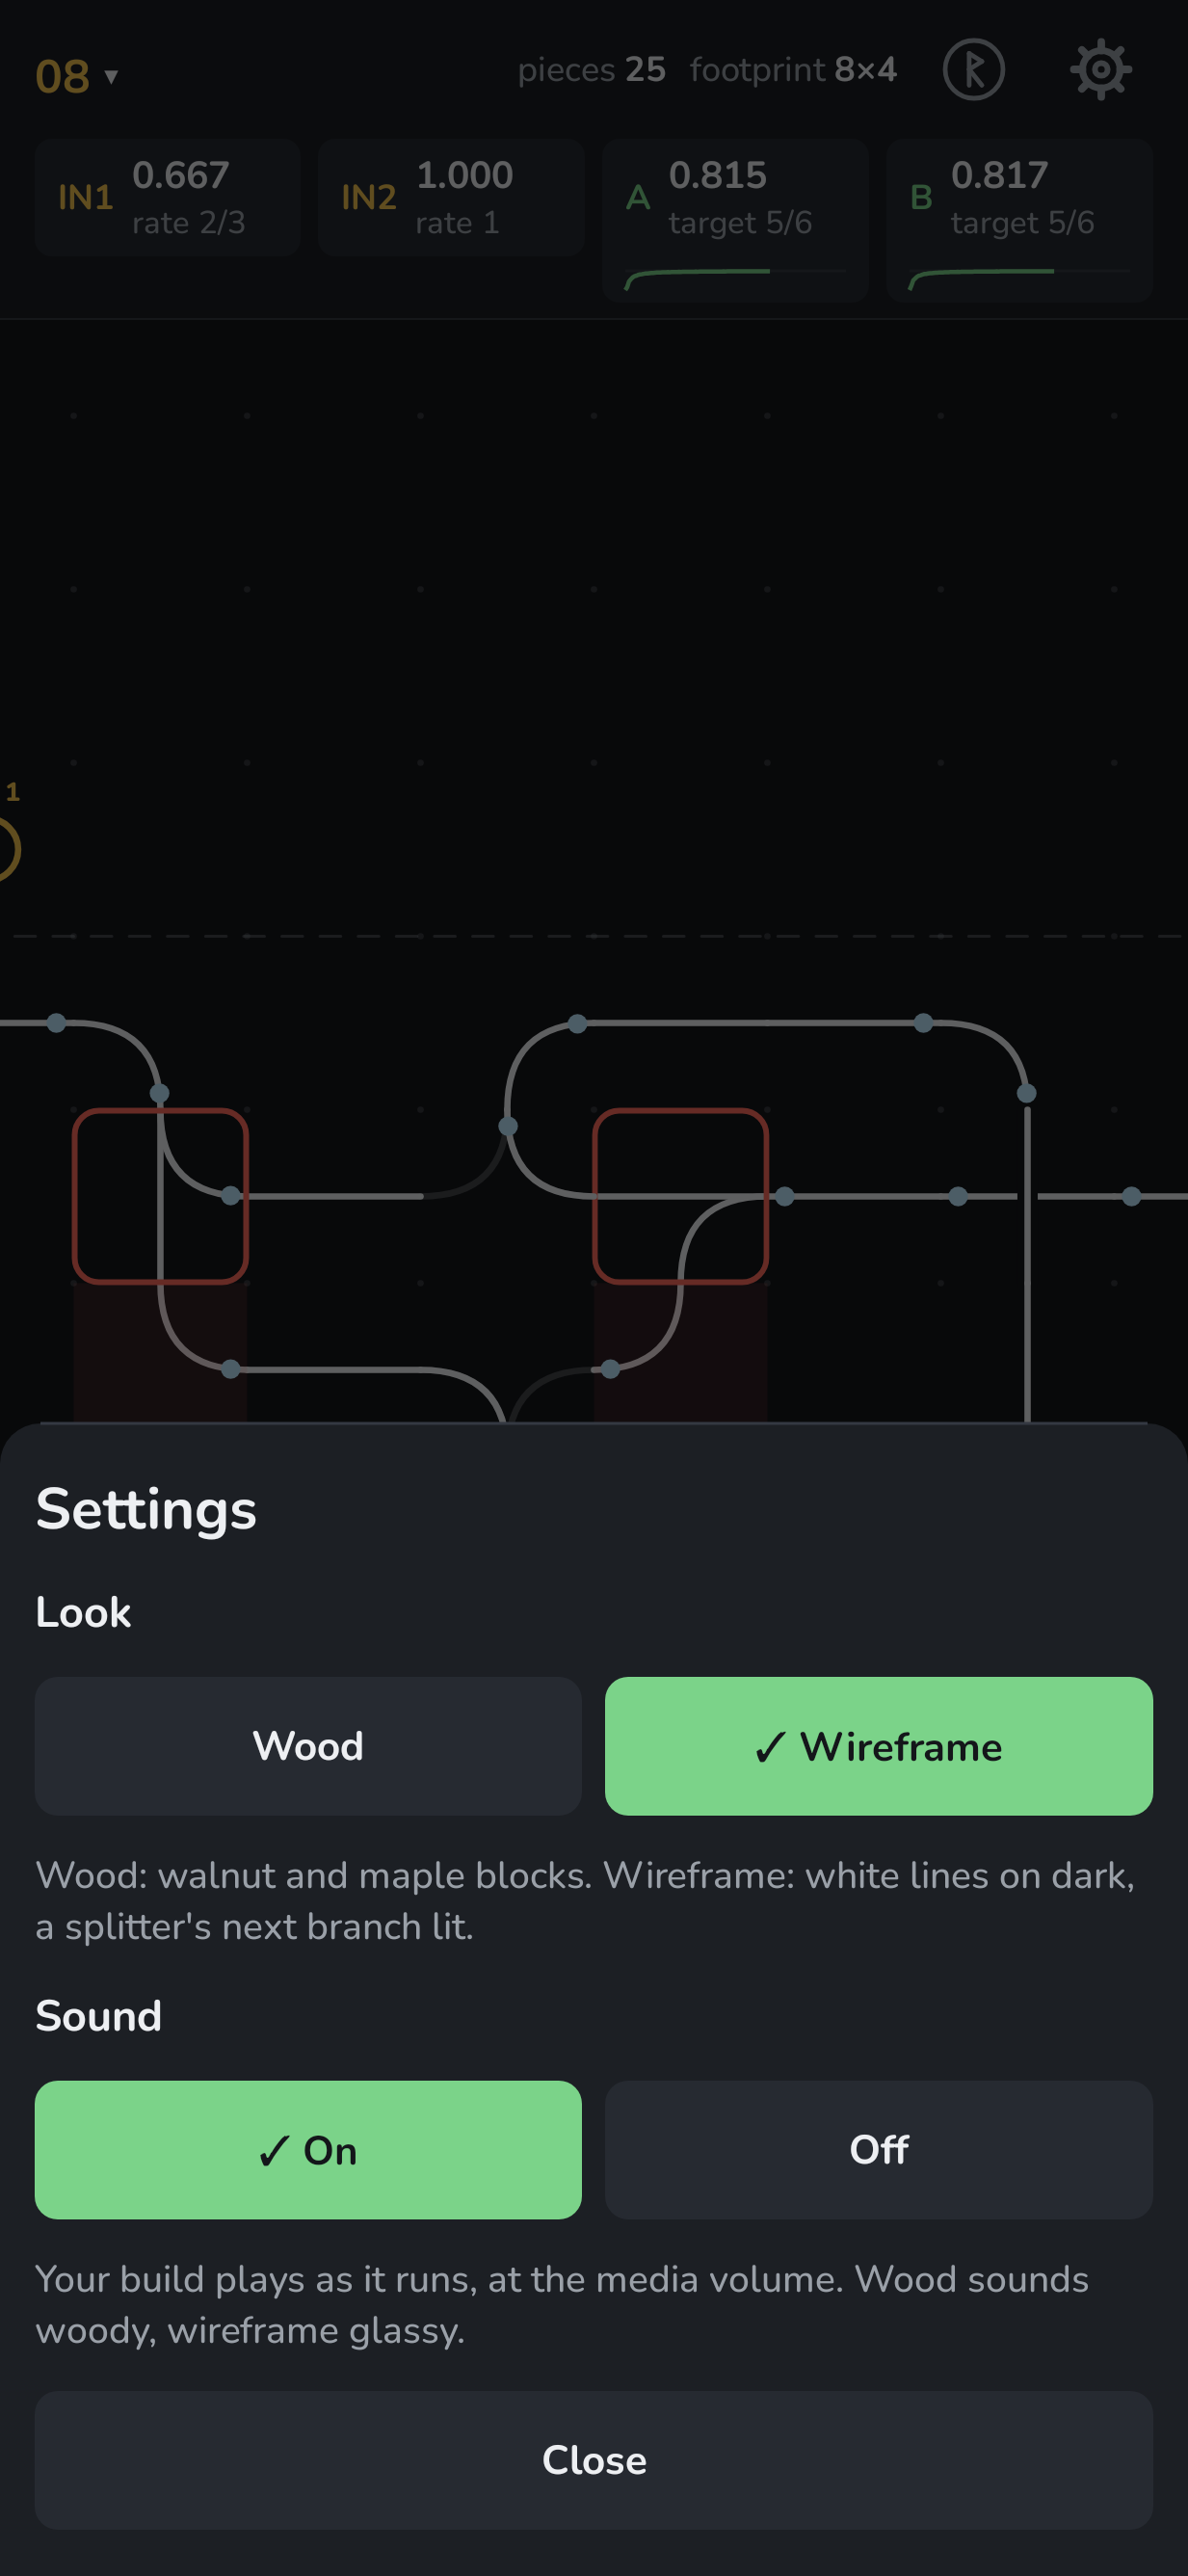 08 ▼ pieces 25 footprint 8×4 ᚱ
IN1 0.667
rate 2/3
IN2 1.000
rate 1
A 0.815
target 5/6
B 0.817
target 5/6
1
Settings
Look
Wood
✓ Wireframe
Wood: walnut and maple blocks. Wireframe: white lines on dark,
a splitter's next branch lit.
Sound
✓ On
Off
Your build plays as it runs, at the media volume. Wood sounds
woody, wireframe glassy.
Close